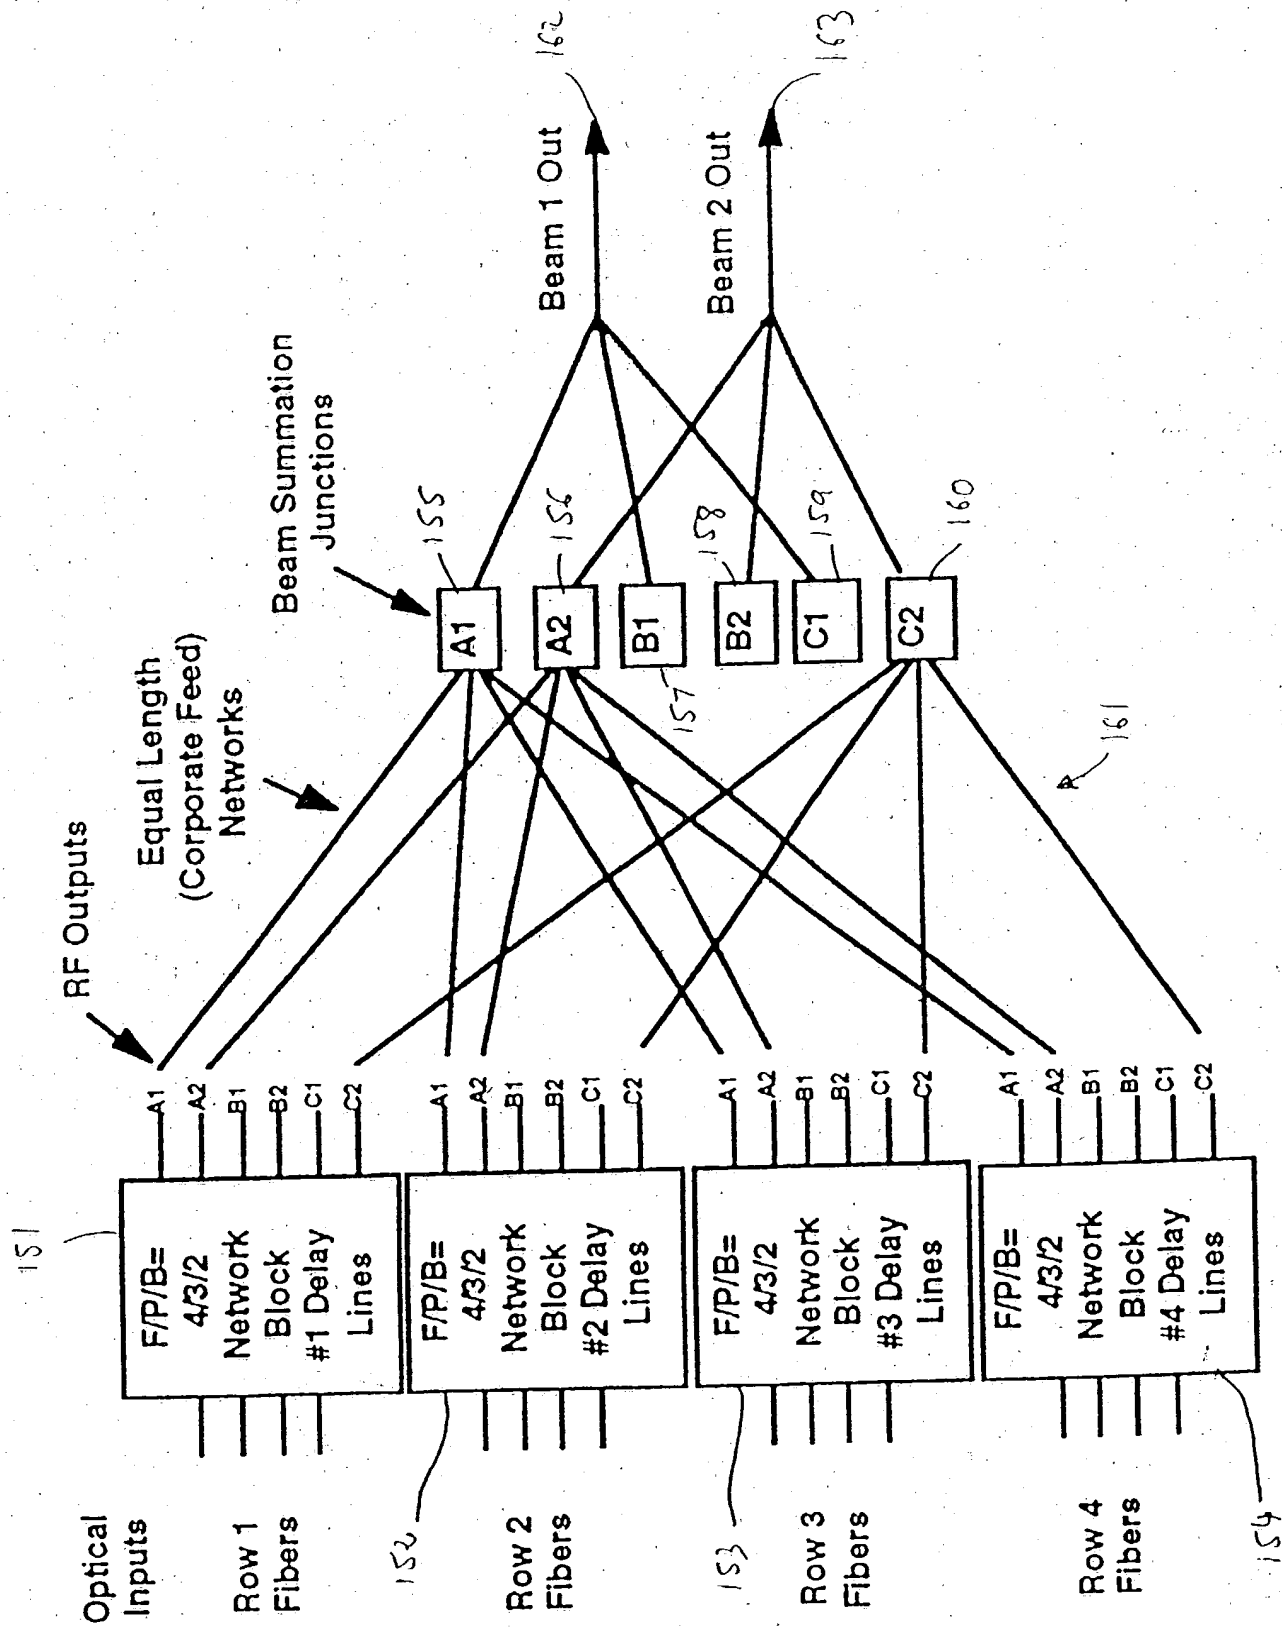 Optical
Inputs
Row 1
Fibers
Row 2
Fibers
Row 3
Fibers
Row 4
Fibers
151
F/P/B=
4/3/2
Network
Block
#1 Delay
Lines
152
F/P/B=
4/3/2
Network
Block
#2 Delay
Lines
153
F/P/B=
4/3/2
Network
Block
#3 Delay
Lines
154
F/P/B=
4/3/2
Network
Block
#4 Delay
Lines
RF Outputs
A1
A2
B1
B2
C1
C2
A1
A2
B1
B2
C1
C2
A1
A2
B1
B2
C1
C2
A1
A2
B1
B2
C1
C2
Equal Length
(Corporate Feed)
Networks
161
Beam Summation
Junctions
A1
155
A2
156
B1
157
B2
158
C1
159
C2
160
Beam 1 Out
162
Beam 2 Out
163